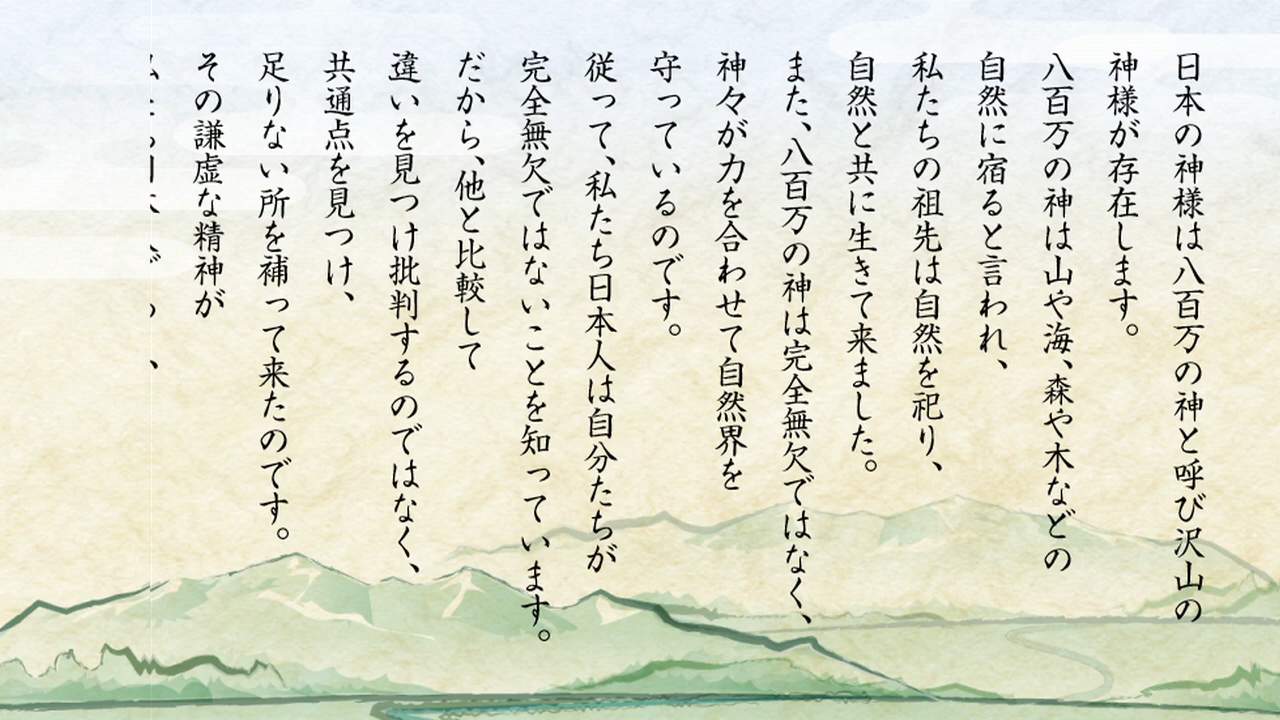 日本の神様は八百万の神と呼び沢山の
神様が存在します。
八百万の神は山や海、森や木などの
自然に宿ると言われ、
私たちの祖先は自然を祀り、
自然と共に生きて来ました。
また、八百万の神は完全無欠ではなく、
神々が力を合わせて自然界を
守っているのです。
従って、私たち日本人は自分たちが
完全無欠ではないことを知っています。
だから、他と比較して
違いを見つけ批判するのではなく、
共通点を見つけ、
足りない所を補って来たのです。
その謙虚な精神が